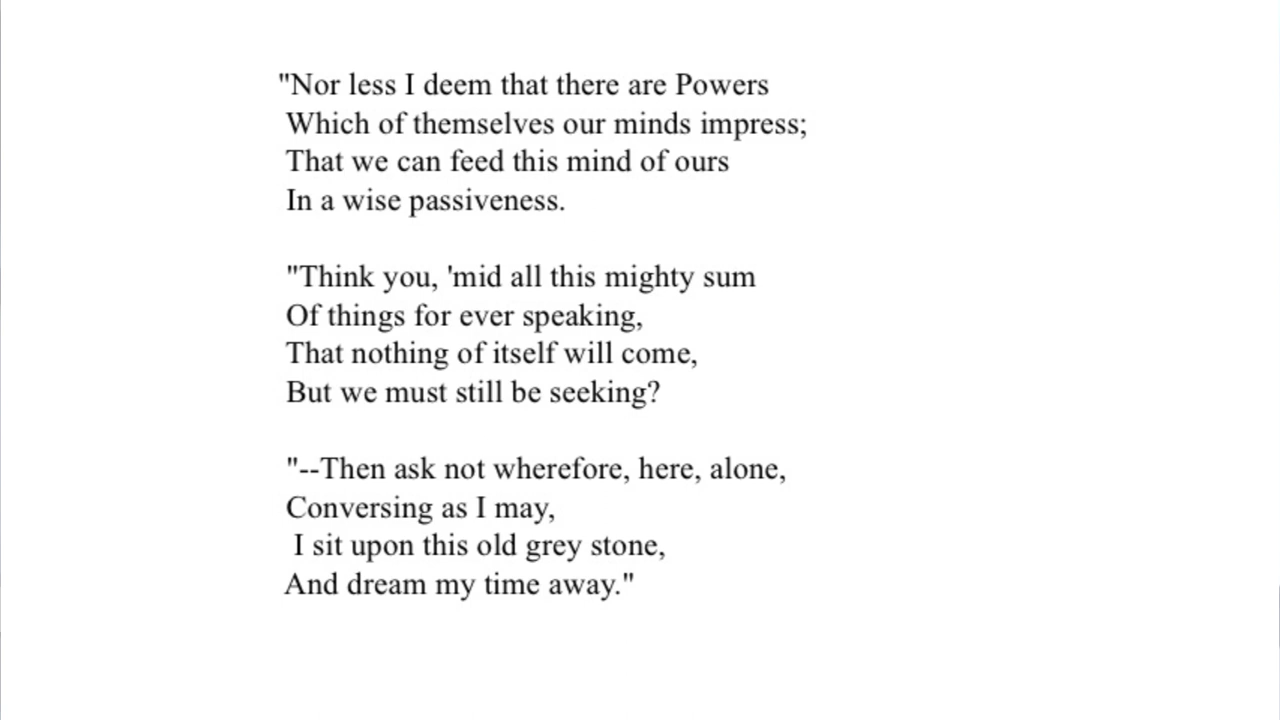 "Nor less I deem that there are Powers
Which of themselves our minds impress;
That we can feed this mind of ours
In a wise passiveness.
"Think you, 'mid all this mighty sum
Of things for ever speaking,
That nothing of itself will come,
But we must still be seeking?
"--Then ask not wherefore, here, alone,
Conversing as I may,
I sit upon this old grey stone,
And dream my time away."